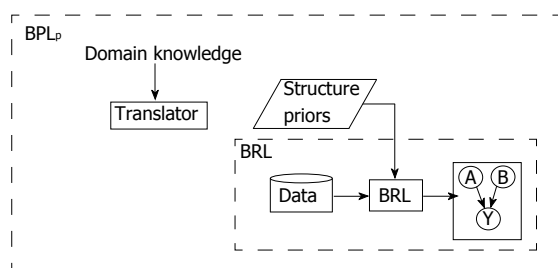 BPLp
Domain knowledge
Translator
Structure
priors
BRL
Data
BRL
A
B
Y